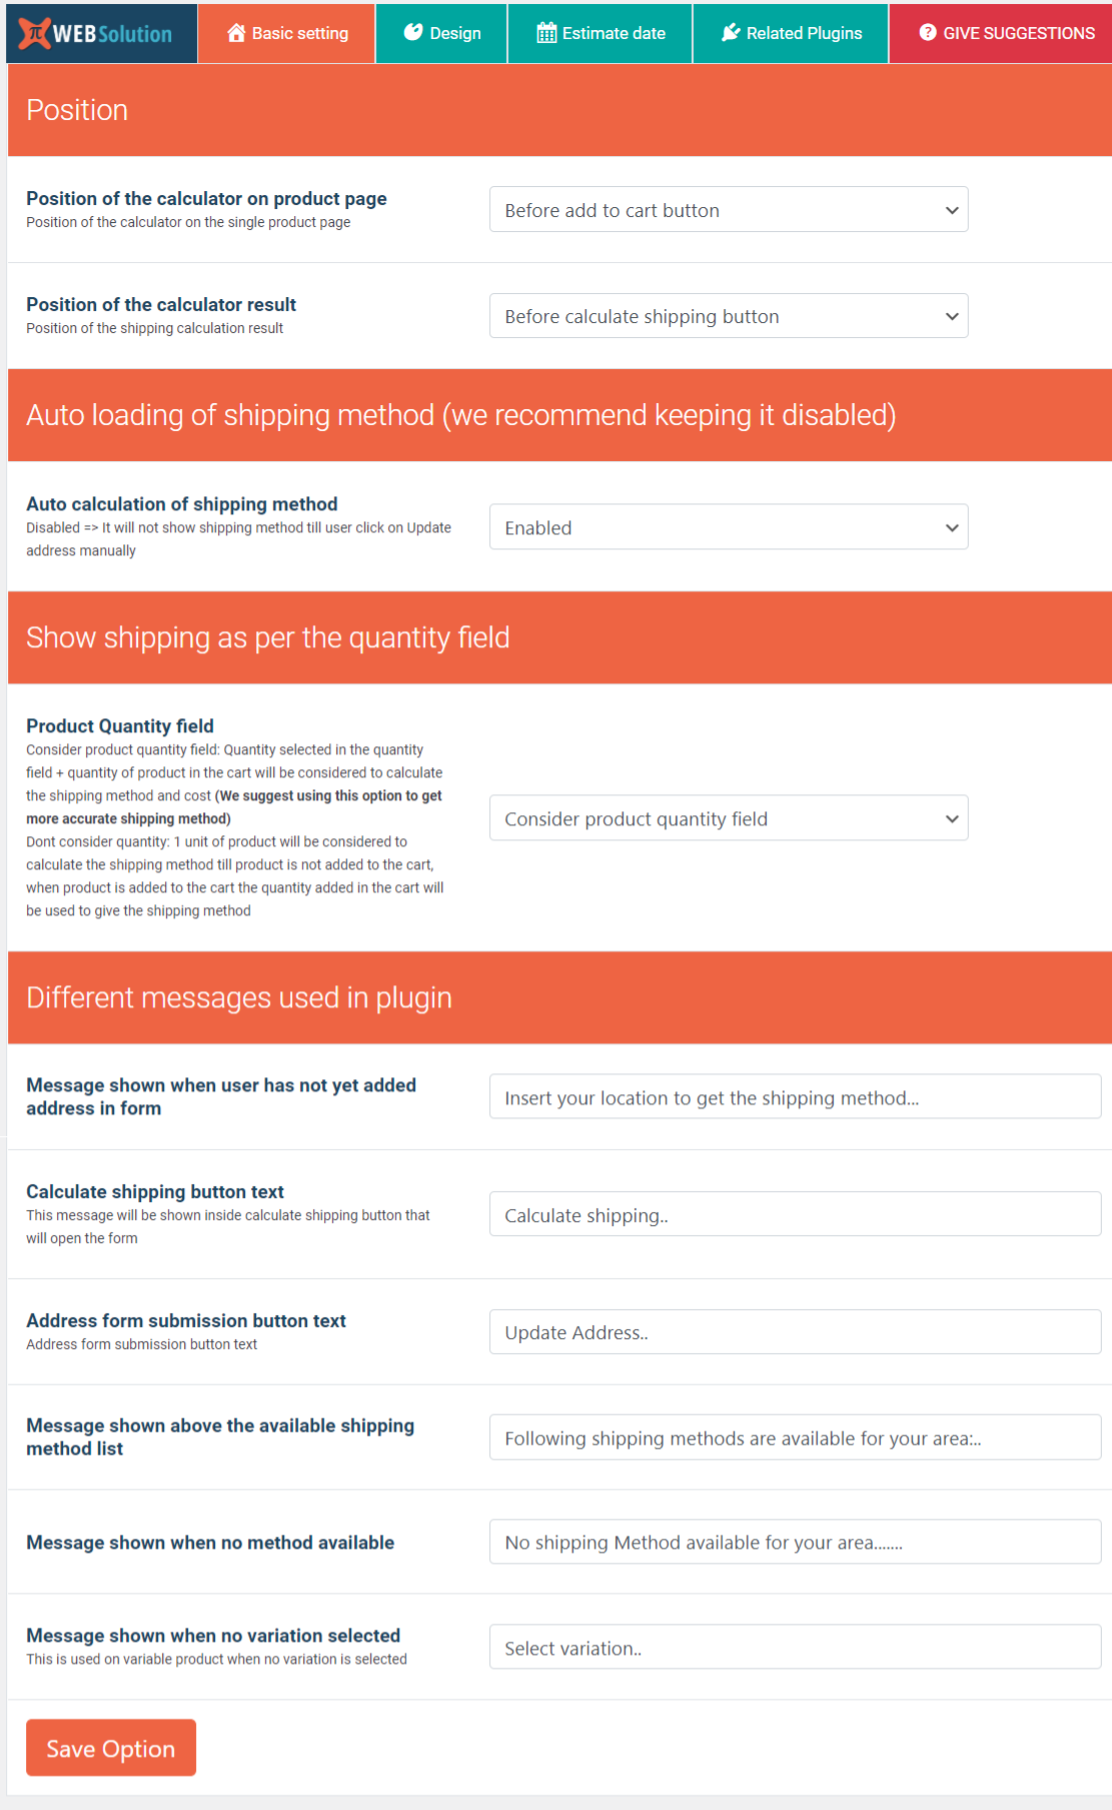 π WEB Solution
Basic setting
Design
Estimate date
Related Plugins
? GIVE SUGGESTIONS
Position
Position of the calculator on product page
Position of the calculator on the single product page
Before add to cart button
Position of the calculator result
Position of the shipping calculation result
Before calculate shipping button
Auto loading of shipping method (we recommend keeping it disabled)
Auto calculation of shipping method
Disabled => It will not show shipping method till user click on Update
address manually
Enabled
Show shipping as per the quantity field
Product Quantity field
Consider product quantity field: Quantity selected in the quantity
field + quantity of product in the cart will be considered to calculate
the shipping method and cost (We suggest using this option to get
more accurate shipping method)
Dont consider quantity: 1 unit of product will be considered to
calculate the shipping method till product is not added to the cart,
when product is added to the cart the quantity added in the cart will
be used to give the shipping method
Consider product quantity field
Different messages used in plugin
Message shown when user has not yet added
address in form
Insert your location to get the shipping method...
Calculate shipping button text
This message will be shown inside calculate shipping button that
will open the form
Calculate shipping..
Address form submission button text
Address form submission button text
Update Address..
Message shown above the available shipping
method list
Following shipping methods are available for your area:..
Message shown when no method available
No shipping Method available for your area.......
Message shown when no variation selected
This is used on variable product when no variation is selected
Select variation..
Save Option